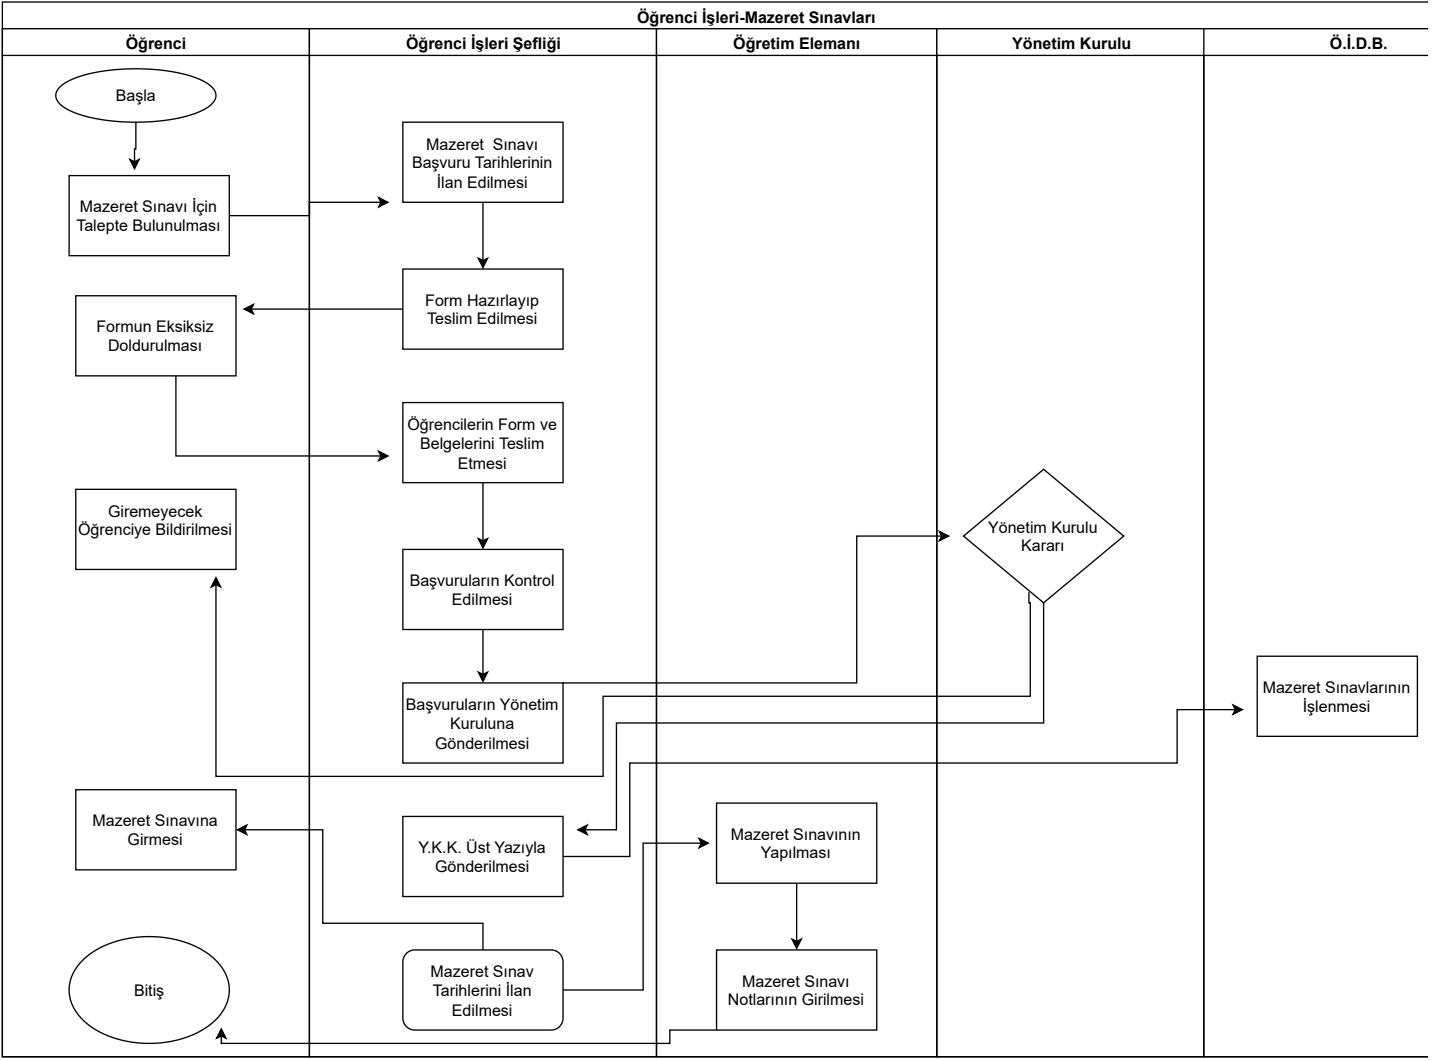 Öğrenci İşleri-Mazeret Sınavları
Öğrenci
Öğrenci İşleri Şefliği
Öğretim Elemanı
Yönetim Kurulu
Ö.İ.D.B.
Başla
Mazeret Sınavı İçin
Talepte Bulunulması
Mazeret Sınavı
Başvuru Tarihlerinin
İlan Edilmesi
Form Hazırlayıp
Teslim Edilmesi
Formun Eksiksiz
Doldurulması
Öğrencilerin Form ve
Belgelerini Teslim
Etmesi
Giremeyecek
Öğrenciye Bildirilmesi
Yönetim Kurulu
Kararı
Başvuruların Kontrol
Edilmesi
Başvuruların Yönetim
Kuruluna
Gönderilmesi
Mazeret Sınavlarının
İşlenmesi
Mazeret Sınavına
Girmesi
Y.K.K. Üst Yazıyla
Gönderilmesi
Mazeret Sınavının
Yapılması
Bitiş
Mazeret Sınav
Tarihlerini İlan
Edilmesi
Mazeret Sınavı
Notlarının Girilmesi